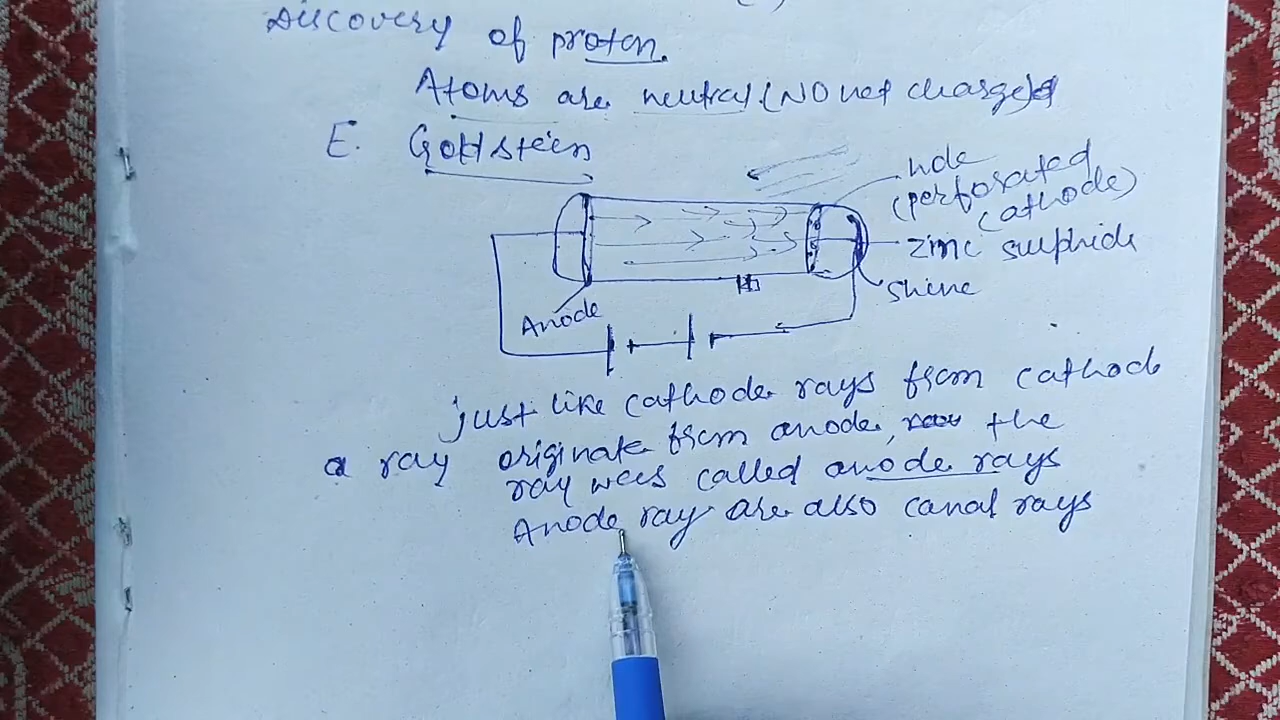 Discovery of proton.
Atoms are neutral (NO net charged)
E. Goldstein
hole
(perforated
cathode)
zinc sulphide
shine
Anode
just like cathode rays from cathode
a ray originate from anode, the
ray was called anode rays
Anode ray are also canal rays